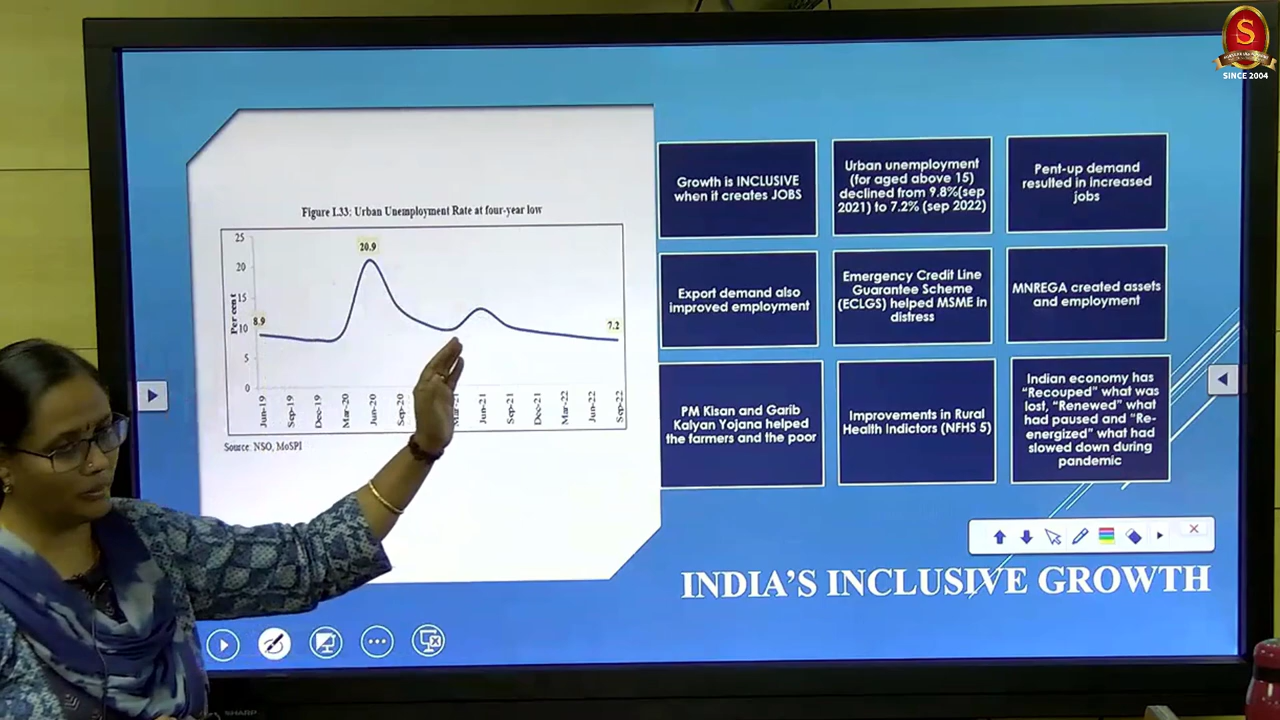 S
SINCE 2004
Figure I.33: Urban Unemployment Rate at four-year low
Per cent
25
20
15
10
5
0
20.9
8.9
7.2
Jun-19
Sep-19
Dec-19
Mar-20
Jun-20
Sep-20
Mar-21
Jun-21
Sep-21
Dec-21
Mar-22
Jun-22
Sep-22
Source: NSO, MoSPI
Growth is INCLUSIVE
when it creates JOBS
Urban unemployment
(for aged above 15)
declined from 9.8%(sep
2021) to 7.2% (sep 2022)
Pent-up demand
resulted in increased
jobs
Export demand also
improved employment
Emergency Credit Line
Guarantee Scheme
(ECLGS) helped MSME in
distress
MNREGA created assets
and employment
PM Kisan and Garib
Kalyan Yojana helped
the farmers and the poor
Improvements in Rural
Health Indictors (NFHS 5)
Indian economy has
“Recouped” what was
lost, “Renewed” what
had paused and “Re-
energized” what had
slowed down during
pandemic
INDIA’S INCLUSIVE GROWTH
SHARP